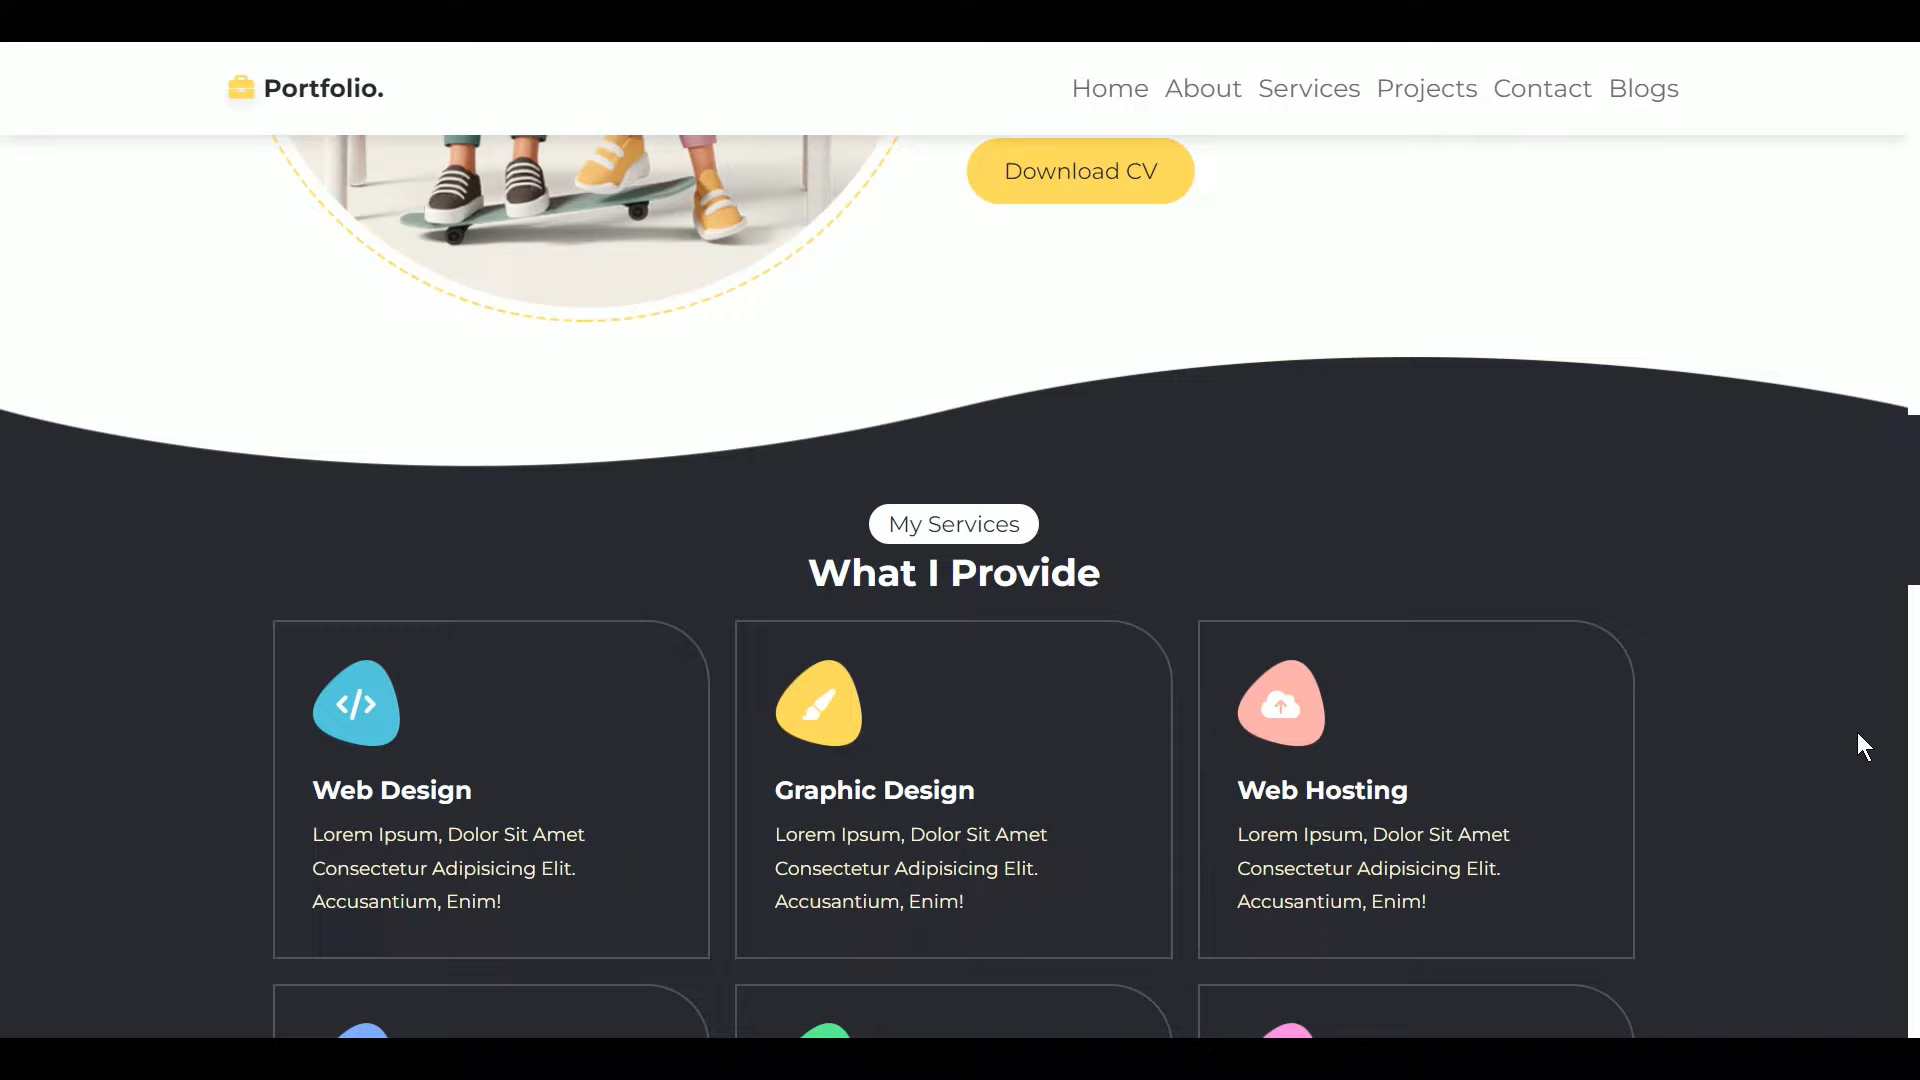 Portfolio.
Home About Services Projects Contact Blogs
Download CV
My Services
What I Provide
Web Design
Lorem Ipsum, Dolor Sit Amet
Consectetur Adipisicing Elit.
Accusantium, Enim!
Graphic Design
Lorem Ipsum, Dolor Sit Amet
Consectetur Adipisicing Elit.
Accusantium, Enim!
Web Hosting
Lorem Ipsum, Dolor Sit Amet
Consectetur Adipisicing Elit.
Accusantium, Enim!